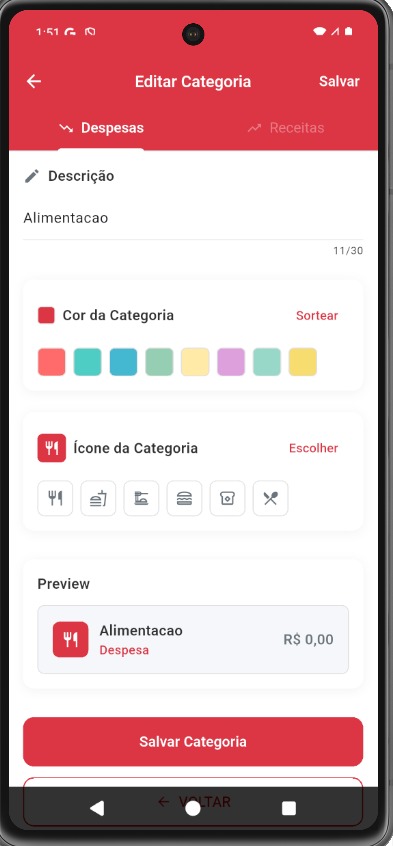 1:51
Editar Categoria
Salvar
Despesas
Receitas
Descrição
Alimentacao
11/30
Cor da Categoria
Sortear
Ícone da Categoria
Escolher
Preview
Alimentacao
R$ 0,00
Despesa
Salvar Categoria
VOLTAR